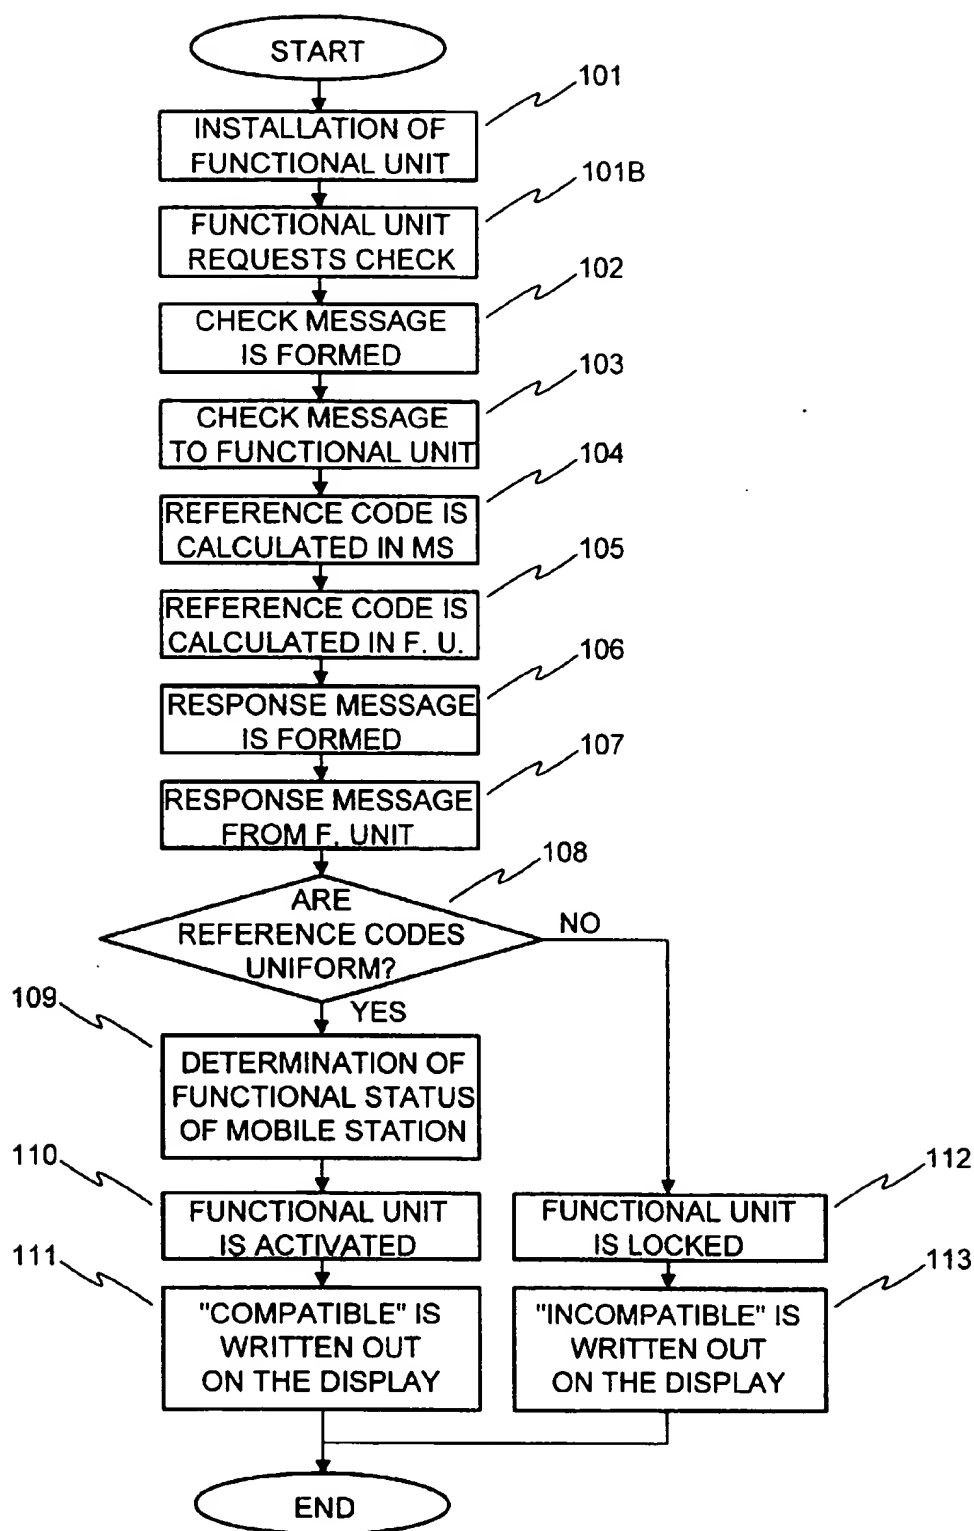 START
101
INSTALLATION OF
FUNCTIONAL UNIT
101B
FUNCTIONAL UNIT
REQUESTS CHECK
102
CHECK MESSAGE
IS FORMED
103
CHECK MESSAGE
TO FUNCTIONAL UNIT
104
REFERENCE CODE IS
CALCULATED IN MS
105
REFERENCE CODE IS
CALCULATED IN F. U.
106
RESPONSE MESSAGE
IS FORMED
107
RESPONSE MESSAGE
FROM F. UNIT
108
ARE
REFERENCE CODES
UNIFORM?
NO
YES
109
DETERMINATION OF
FUNCTIONAL STATUS
OF MOBILE STATION
110
FUNCTIONAL UNIT
IS ACTIVATED
112
FUNCTIONAL UNIT
IS LOCKED
111
"COMPATIBLE" IS
WRITTEN OUT
ON THE DISPLAY
113
"INCOMPATIBLE" IS
WRITTEN OUT
ON THE DISPLAY
END